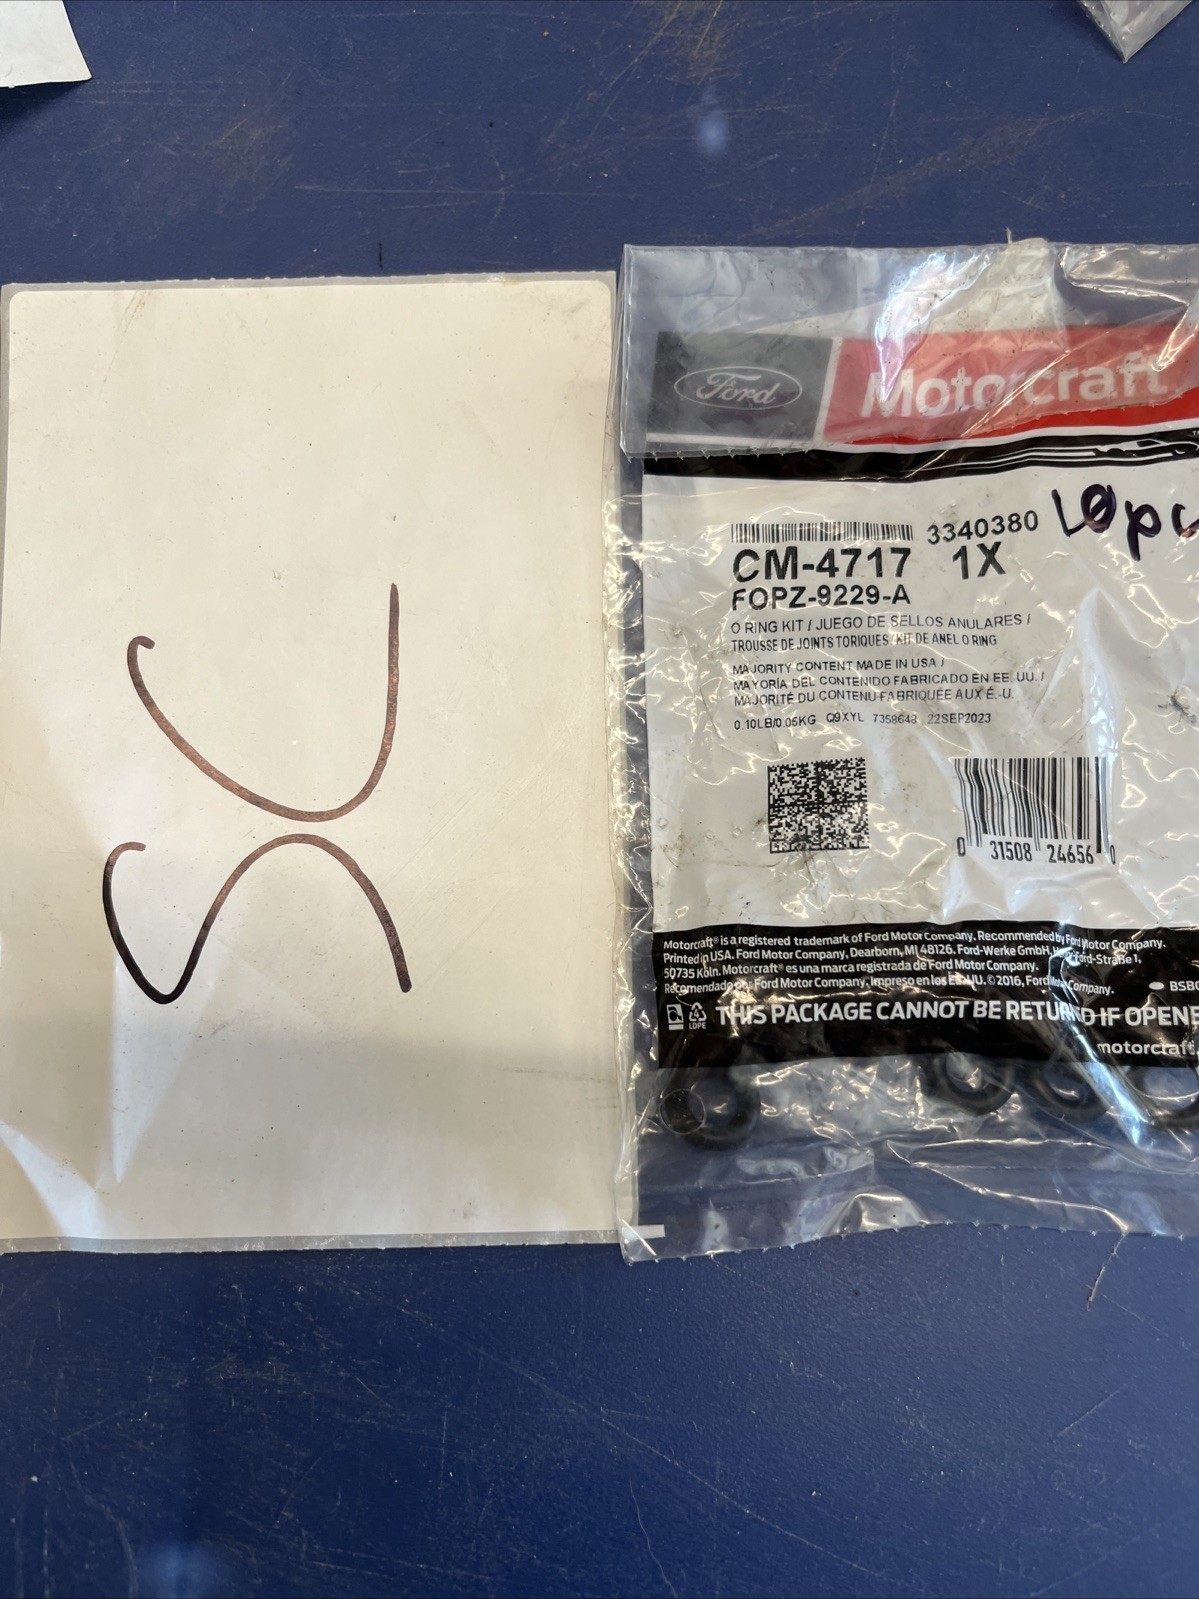 Ford Motorcraft
3340380
CM-4717 1X
FOPZ-9229-A
O RING KIT / JUEGO DE SELLOS ANULARES /
TROUSSE DE JOINTS TORIQUES / KIT DE ANEL O RING
MAJORITY CONTENT MADE IN USA /
MAYORÍA DEL CONTENIDO FABRICADO EN EE. UU. /
MAJORITÉ DU CONTENU FABRIQUÉE AUX É.-U.
0.10LB/0.05KG Q9XYL 7358648 22SEP2023
0 31508 24656 0
Motorcraft® is a registered trademark of Ford Motor Company. Recommended by Ford Motor Company.
Printed in USA. Ford Motor Company, Dearborn, MI 48126. Ford-Werke GmbH, Ford-Straße 1,
50735 Köln. Motorcraft® es una marca registrada de Ford Motor Company.
Recomendado por Ford Motor Company. Impreso en los EE.UU. © 2016, Ford Motor Company.
LDPE
THIS PACKAGE CANNOT BE RETURNED IF OPENE
motorcraft.